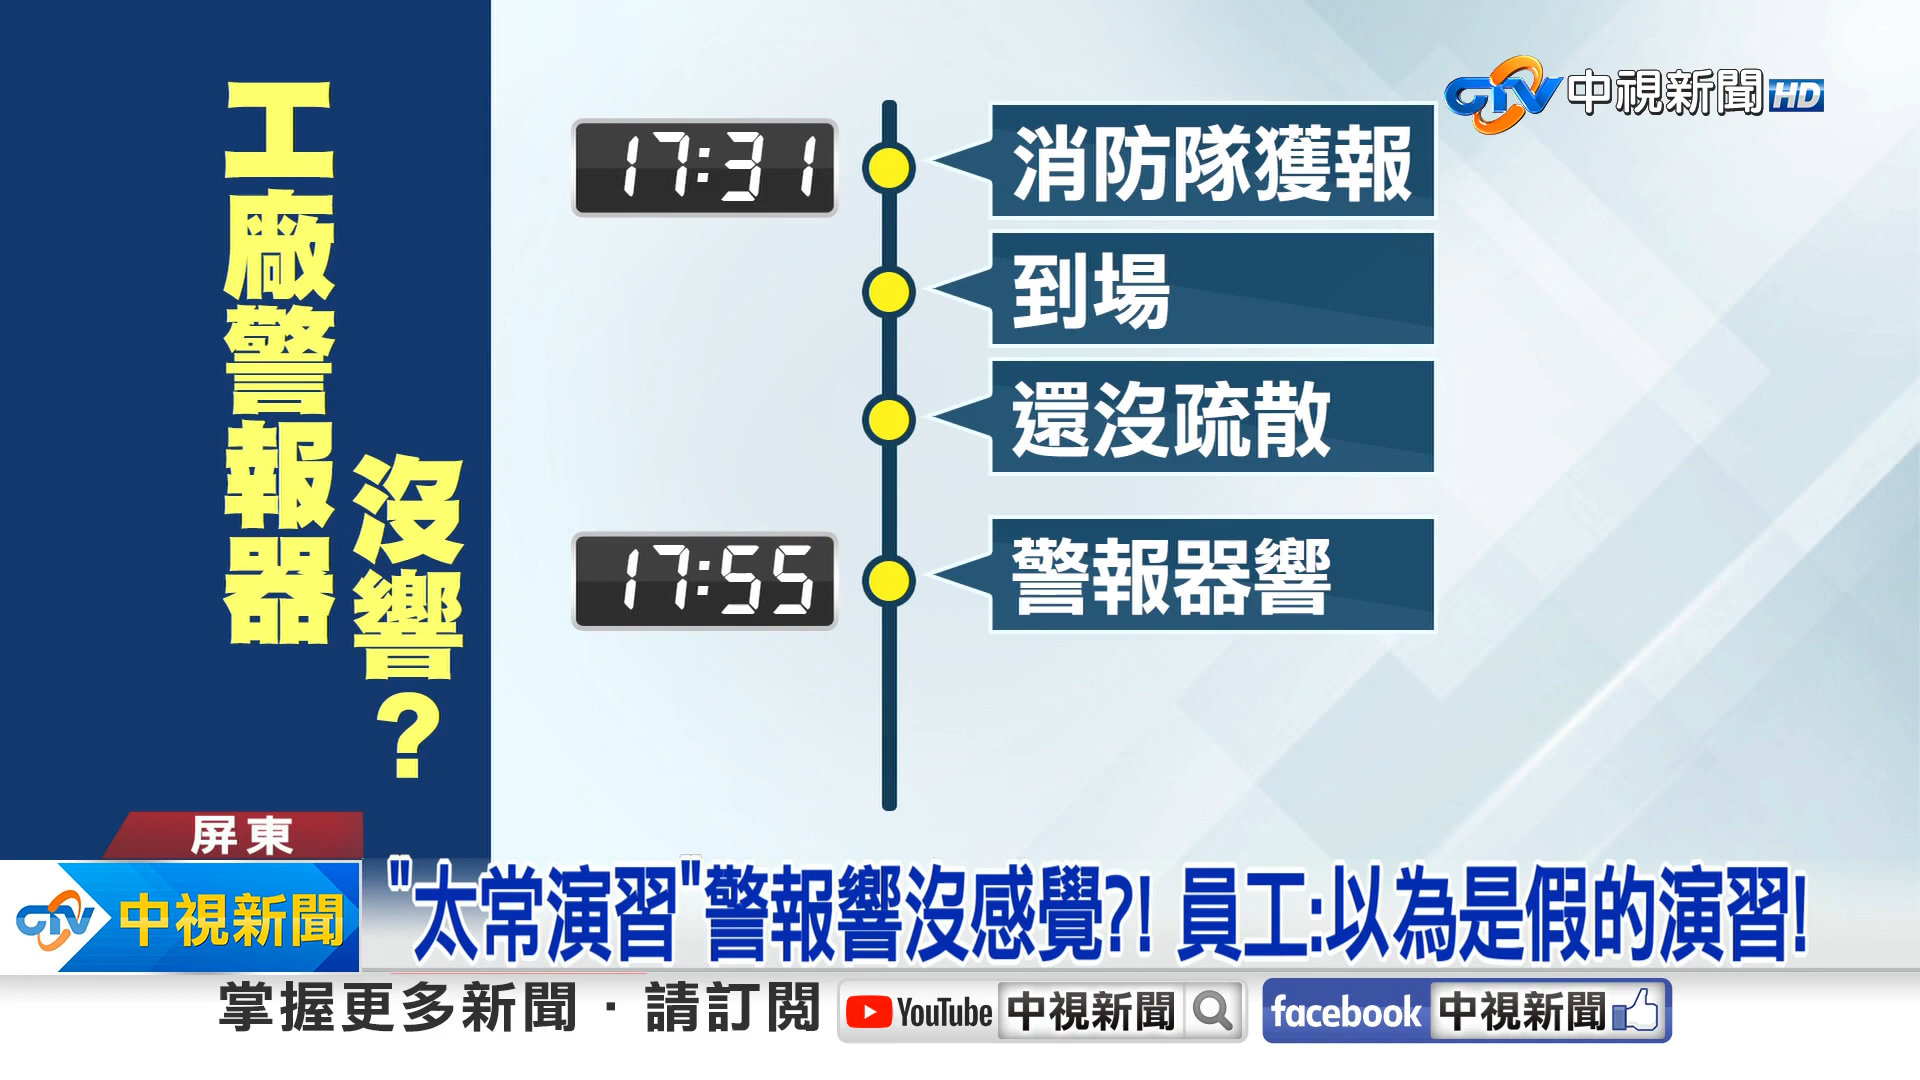 工廠警報器
沒響？
CTV 中視新聞 HD
17:31
消防隊獲報
到場
還沒疏散
17:55
警報器響
屏東
CTV 中視新聞
"太常演習"警報響沒感覺?! 員工:以為是假的演習!
掌握更多新聞・請訂閱 YouTube 中視新聞 facebook 中視新聞